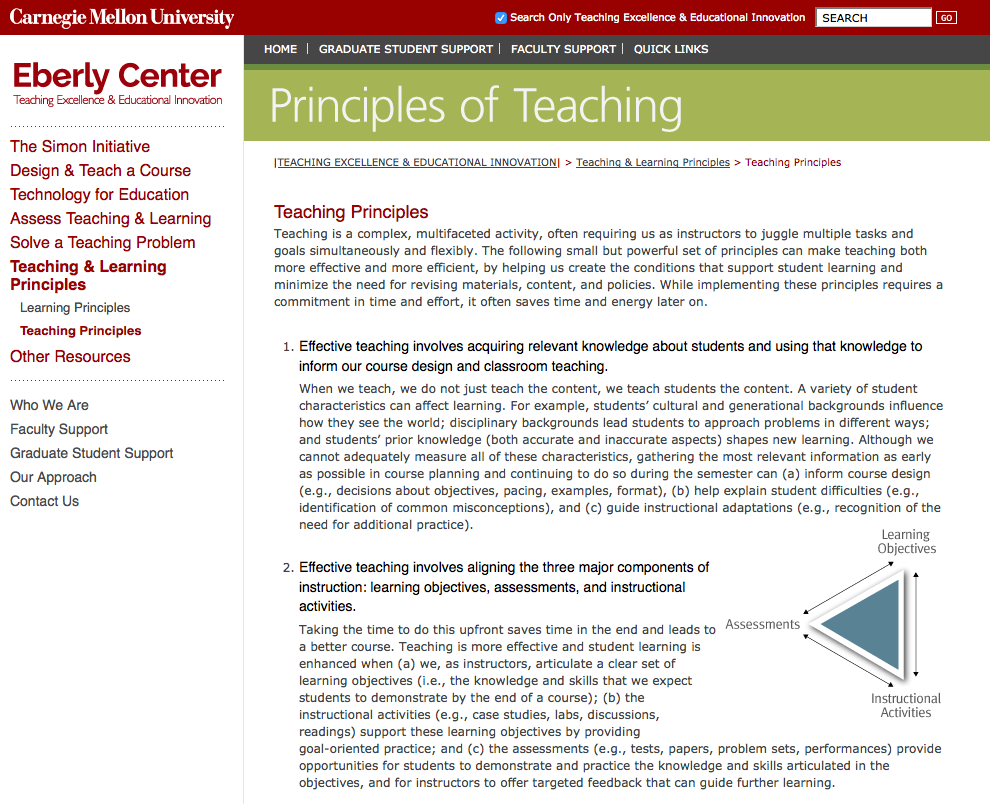 Carnegie Mellon University
Search Only Teaching Excellence & Educational Innovation
SEARCH
GO
HOME | GRADUATE STUDENT SUPPORT | FACULTY SUPPORT | QUICK LINKS
Eberly Center
Teaching Excellence & Educational Innovation
The Simon Initiative
Design & Teach a Course
Technology for Education
Assess Teaching & Learning
Solve a Teaching Problem
Teaching & Learning
Principles
Learning Principles
Teaching Principles
Other Resources
Who We Are
Faculty Support
Graduate Student Support
Our Approach
Contact Us
Principles of Teaching
[TEACHING EXCELLENCE & EDUCATIONAL INNOVATION] > Teaching & Learning Principles > Teaching Principles
Teaching Principles
Teaching is a complex, multifaceted activity, often requiring us as instructors to juggle multiple tasks and
goals simultaneously and flexibly. The following small but powerful set of principles can make teaching both
more effective and more efficient, by helping us create the conditions that support student learning and
minimize the need for revising materials, content, and policies. While implementing these principles requires a
commitment in time and effort, it often saves time and energy later on.
1. Effective teaching involves acquiring relevant knowledge about students and using that knowledge to
inform our course design and classroom teaching.
When we teach, we do not just teach the content, we teach students the content. A variety of student
characteristics can affect learning. For example, students’ cultural and generational backgrounds influence
how they see the world; disciplinary backgrounds lead students to approach problems in different ways;
and students’ prior knowledge (both accurate and inaccurate aspects) shapes new learning. Although we
cannot adequately measure all of these characteristics, gathering the most relevant information as early
as possible in course planning and continuing to do so during the semester can (a) inform course design
(e.g., decisions about objectives, pacing, examples, format), (b) help explain student difficulties (e.g.,
identification of common misconceptions), and (c) guide instructional adaptations (e.g., recognition of the
need for additional practice).
2. Effective teaching involves aligning the three major components of
instruction: learning objectives, assessments, and instructional
activities.
Taking the time to do this upfront saves time in the end and leads to
a better course. Teaching is more effective and student learning is
enhanced when (a) we, as instructors, articulate a clear set of
learning objectives (i.e., the knowledge and skills that we expect
students to demonstrate by the end of a course); (b) the
instructional activities (e.g., case studies, labs, discussions,
readings) support these learning objectives by providing
goal-oriented practice; and (c) the assessments (e.g., tests, papers, problem sets, performances) provide
opportunities for students to demonstrate and practice the knowledge and skills articulated in the
objectives, and for instructors to offer targeted feedback that can guide further learning.
Learning
Objectives
Assessments
Instructional
Activities